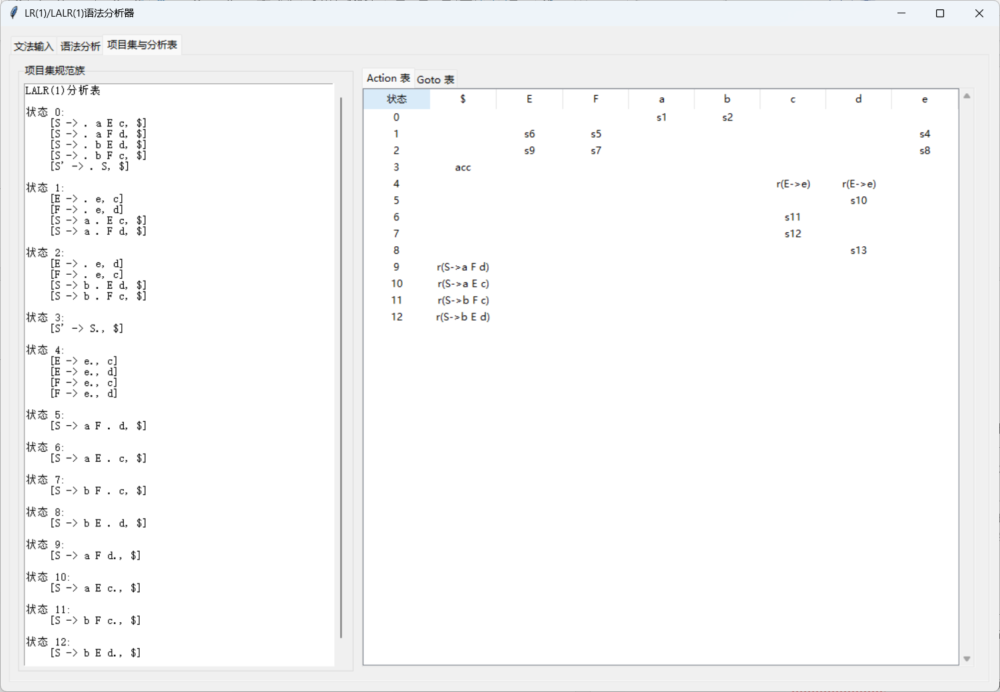 LR(1)/LALR(1)语法分析器
文法输入 语法分析 项目集与分析表
项目集规范族
LALR(1)分析表
状态 0:
[S -> . a E c, $]
[S -> . a F d, $]
[S -> . b E d, $]
[S -> . b F c, $]
[S' -> . S, $]
状态 1:
[E -> . e, c]
[F -> . e, d]
[S -> a . E c, $]
[S -> a . F d, $]
状态 2:
[E -> . e, d]
[F -> . e, c]
[S -> b . E d, $]
[S -> b . F c, $]
状态 3:
[S' -> S., $]
状态 4:
[E -> e., c]
[E -> e., d]
[F -> e., c]
[F -> e., d]
状态 5:
[S -> a F . d, $]
状态 6:
[S -> a E . c, $]
状态 7:
[S -> b F . c, $]
状态 8:
[S -> b E . d, $]
状态 9:
[S -> a F d., $]
状态 10:
[S -> a E c., $]
状态 11:
[S -> b F c., $]
状态 12:
[S -> b E d., $]
Action 表 Goto 表
状态 $ E F a b c d e
0 s1 s2
1 s6 s5 s4
2 s9 s7 s8
3 acc
4 r(E->e) r(E->e)
5 s10
6 s11
7 s12
8 s13
9 r(S->a F d)
10 r(S->a E c)
11 r(S->b F c)
12 r(S->b E d)